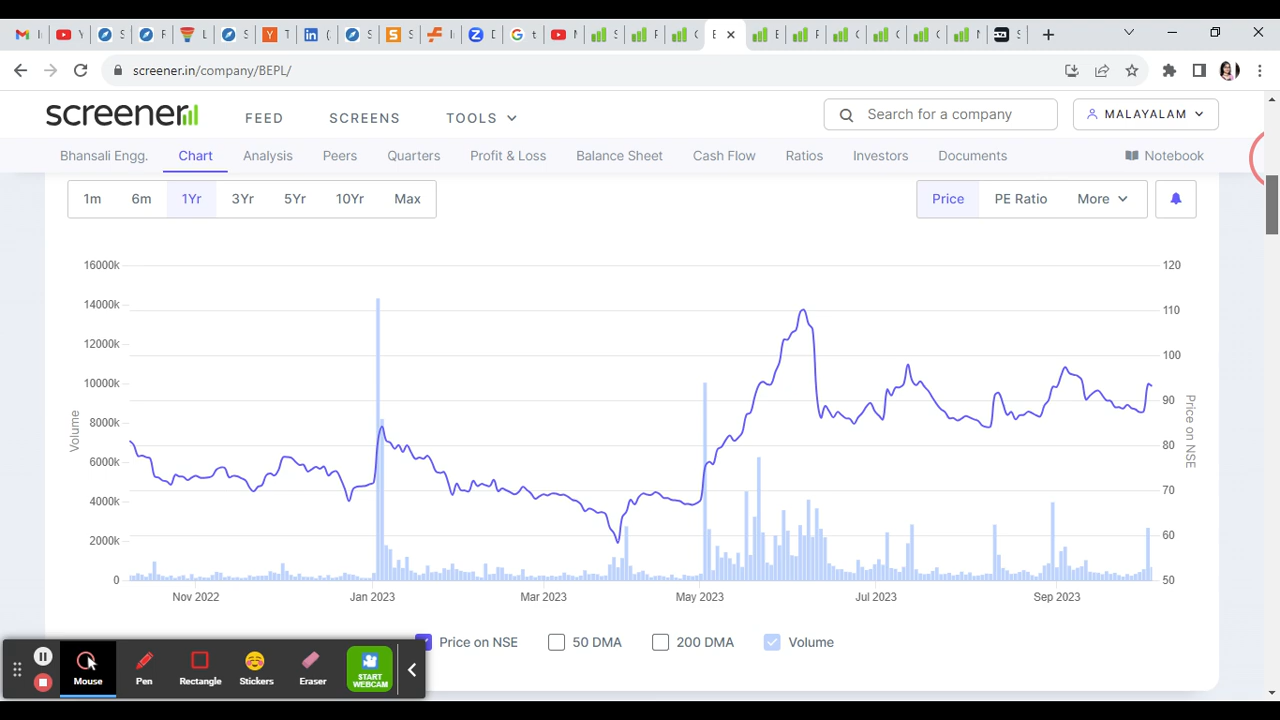 Y
S
F
L
S
T
(
S
S
I
D
t
N
S
F
C
E
E
F
C
C
C
N
S
screener.in/company/BEPL/
screener
FEED
SCREENS
TOOLS
Search for a company
MALAYALAM
Bhansali Engg.
Chart
Analysis
Peers
Quarters
Profit & Loss
Balance Sheet
Cash Flow
Ratios
Investors
Documents
Notebook
1m
6m
1Yr
3Yr
5Yr
10Yr
Max
Price
PE Ratio
More
16000k
14000k
12000k
10000k
8000k
6000k
4000k
2000k
0
Volume
120
110
100
90
80
70
60
50
Price on NSE
Nov 2022
Jan 2023
Mar 2023
May 2023
Jul 2023
Sep 2023
Price on NSE
50 DMA
200 DMA
Volume
Mouse
Pen
Rectangle
Stickers
Eraser
START
WEBCAM